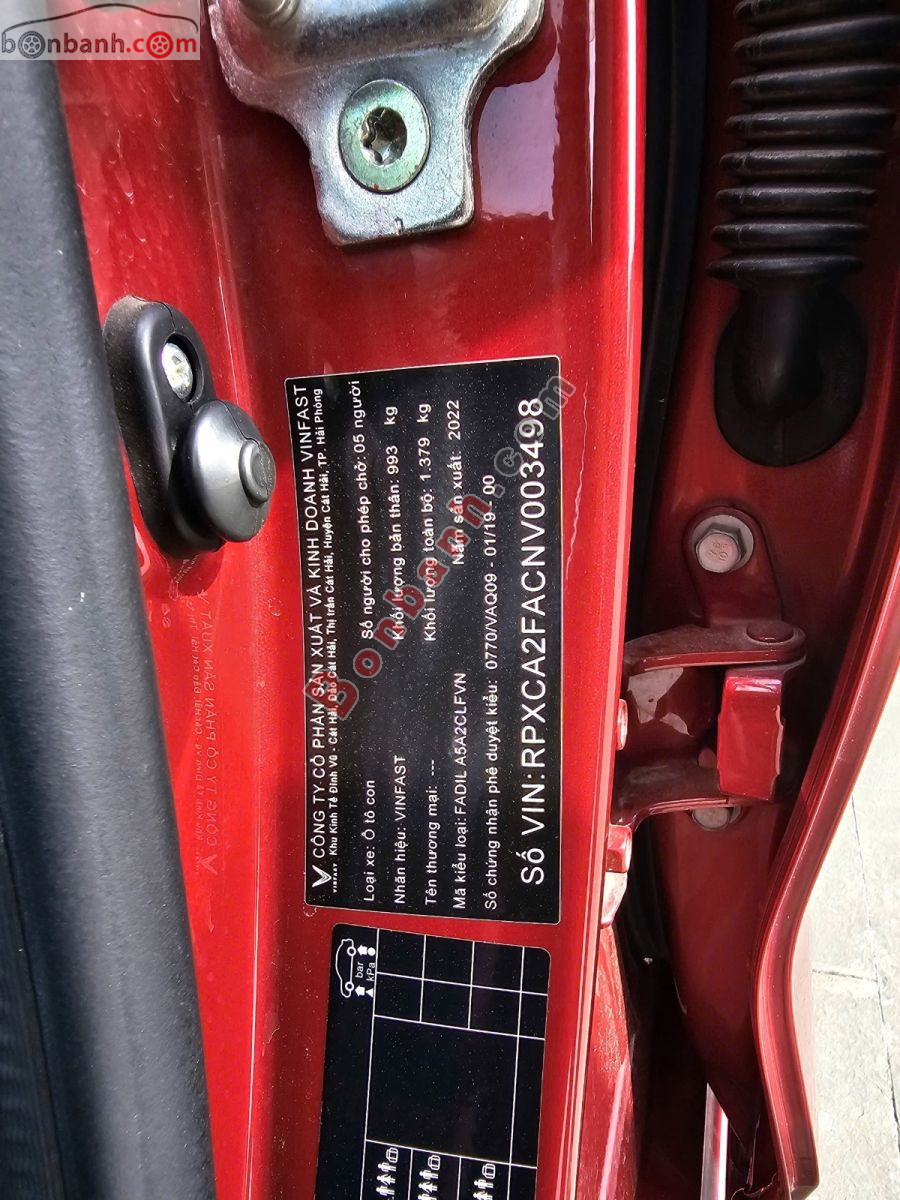 bonbanh.com
VINFAST
CÔNG TY CỔ PHẦN SẢN XUẤT VÀ KINH DOANH VINFAST
Khu Kinh Tế Đình Vũ - Cát Hải, Đảo Cát Hải, Thị trấn Cát Hải, Huyện Cát Hải, TP. Hải Phòng
Loại xe: Ô tô con Số người cho phép chở: 05 người
Nhãn hiệu: VINFAST Khối lượng bản thân: 993 kg
Tên thương mại: --- Khối lượng toàn bộ: 1.379 kg
Mã kiểu loại: FADIL A5A2CLFVN Năm sản xuất: 2022
Số chứng nhận phê duyệt kiểu: 0770/VAQ09 - 01/19 - 00
Số VIN:RPXCA2FACNV003498
Bonbanh.com
bar
kPa